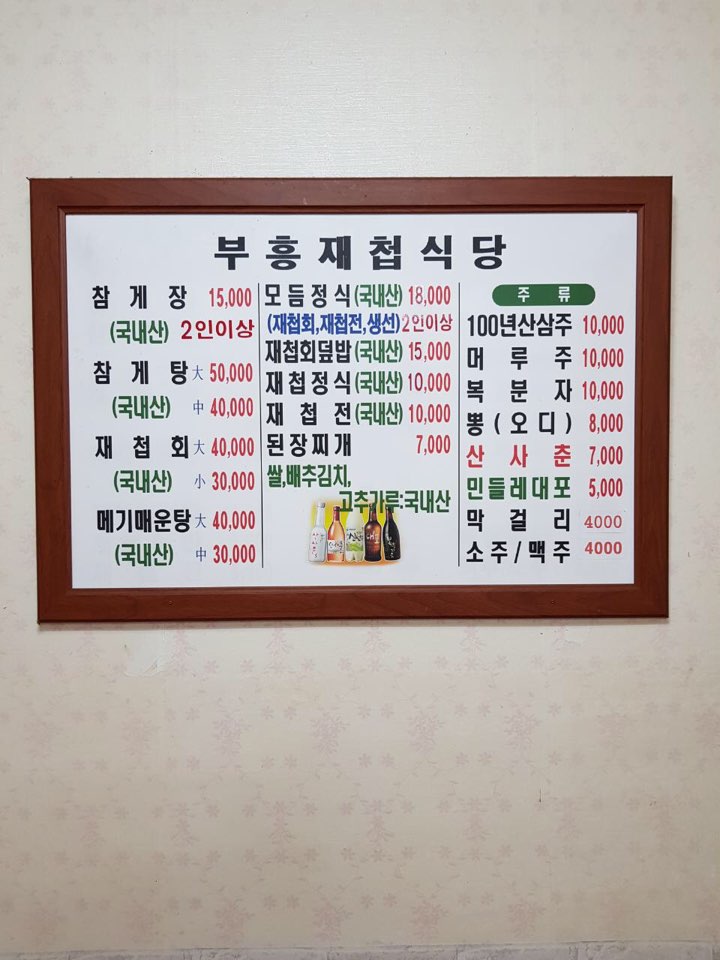 부흥재첩식당
참게장 15,000
(국내산) 2인이상
참게탕 大 50,000
(국내산) 中 40,000
재첩회 大 40,000
(국내산) 小 30,000
메기매운탕 大 40,000
(국내산) 中 30,000
모듬정식(국내산) 18,000
(재첩회,재첩전,생선)2인이상
재첩회덮밥(국내산) 15,000
재첩정식(국내산) 10,000
재첩전(국내산) 10,000
된장찌개 7,000
쌀,배추김치,
고추가루:국내산
주류
100년산삼주 10,000
머루주 10,000
복분자 10,000
뽕(오디) 8,000
산사춘 7,000
민들레대포 5,000
막걸리 4000
소주/맥주 4000